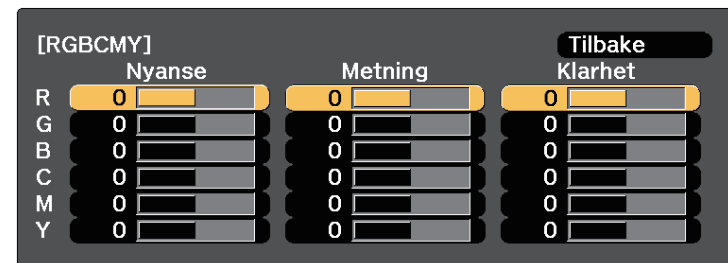 [RGBCMY] Tilbake
Nyanse Metning Klarhet
R 0 0 0
G 0 0 0
B 0 0 0
C 0 0 0
M 0 0 0
Y 0 0 0